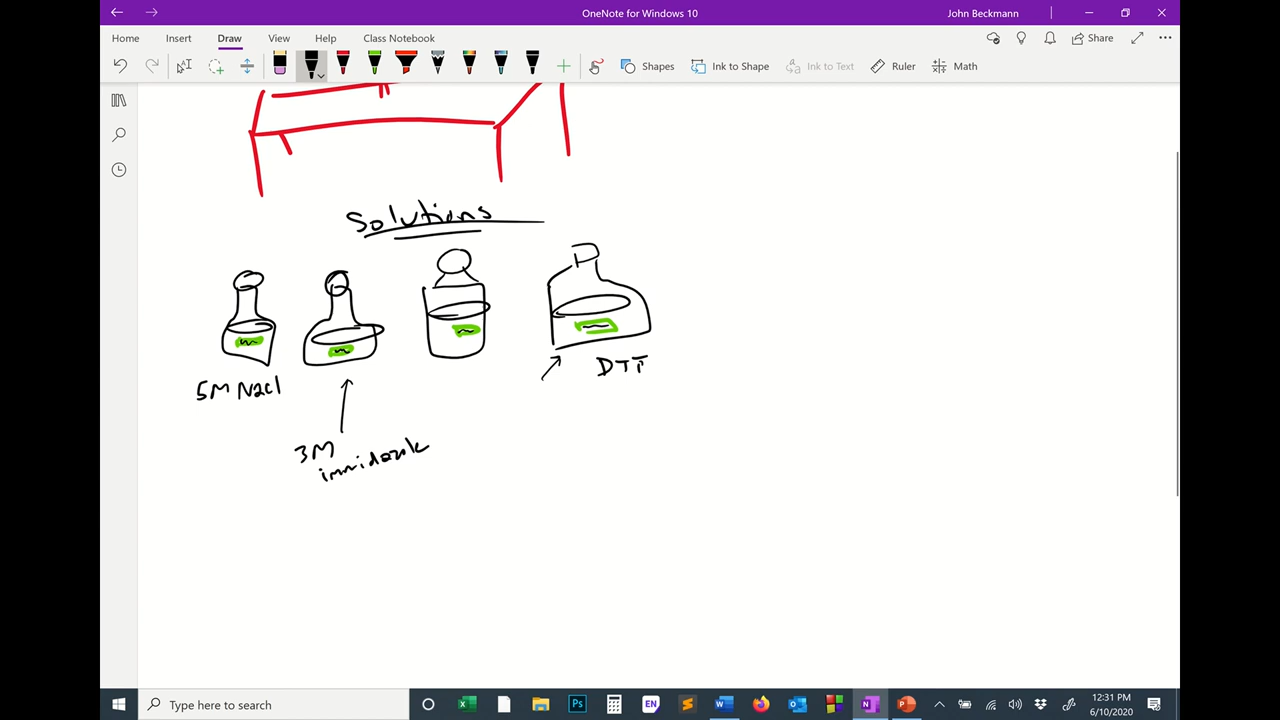 OneNote for Windows 10
John Beckmann
Home
Insert
Draw
View
Help
Class Notebook
Share
Shapes
Ink to Shape
Ink to Text
Ruler
Math
Solutions
5M NaCl
DTT
3M
immidazole
Type here to search
EN
12:31 PM
6/10/2020